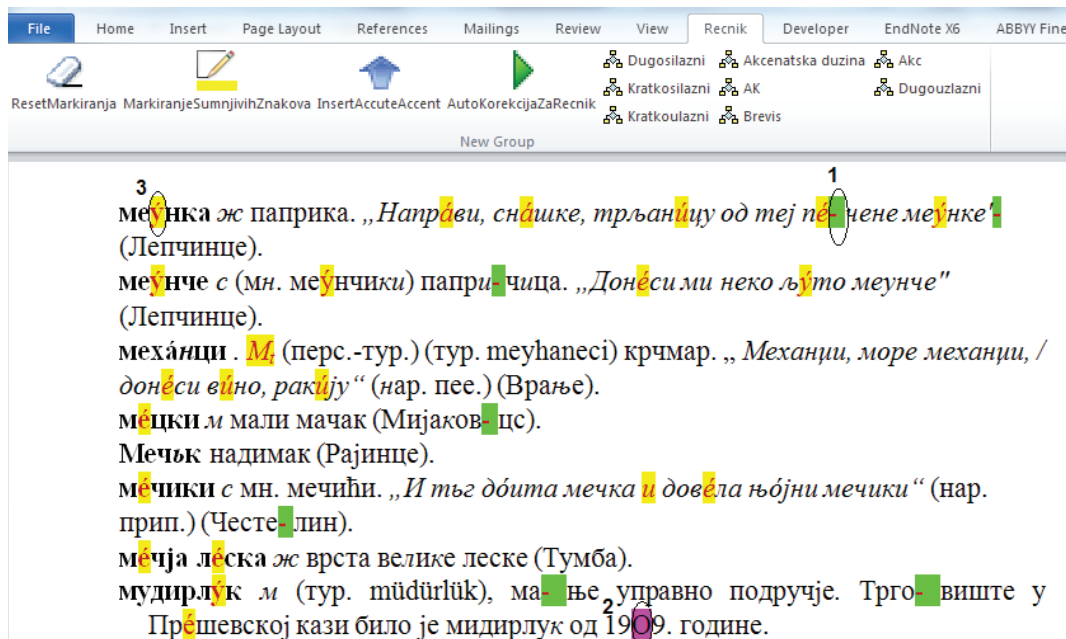 File Home Insert Page Layout References Mailings Review View Recnik Developer EndNote X6 ABBYY Fine
Dugosilazni Akcenatska duzina Akc
ResetMarkiranja MarkiranjeSumnjivihZnakova InsertAccuteAccent AutoKorekcijaZaRecnik Kratkosilazni AK Dugouzlazni
Kratkoulazni Brevis
New Group
3 1
меу́нка ж паприка. „Напра́ви, сна́шке, трљани́цу од теј пе́- чене меу́нке'-
(Лепчинце).
меу́нче с (мн. меу́нчики) папри- чица. „Доне́си ми неко љу́то меунче"
(Лепчинце).
меха́нци . Mt (перс.-тур.) (тур. meyhaneci) крчмар. „ Механџи, море механџи, /
доне́си ви́но, раки́ју“ (нар. пее.) (Врање).
ме́цки м мали мачак (Мијаков- цс).
Мечьк надимак (Рајинце).
ме́чики с мн. мечићи. „И тьг до́ита мечка и дове́ла њо́јни мечики“ (нар.
прип.) (Честе- лин).
ме́чја ле́ска ж врста велике леске (Тумба).
мудирлу́к м (тур. müdürlük), ма- ње управно подручје. Трго- виште у
2
Пре́шевској кази било је мидирлук од 19O9. године.